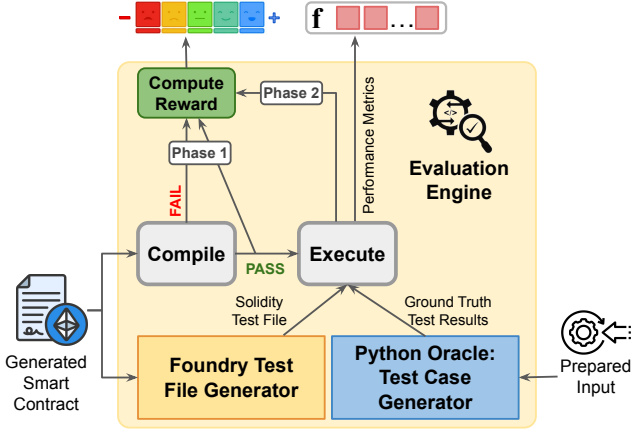 - +
f ...
Compute
Reward
Phase 2
Phase 1
FAIL
Performance Metrics
</>
Evaluation
Engine
Compile
PASS
Execute
Solidity
Test File
Ground Truth
Test Results
Generated
Smart
Contract
Foundry Test
File Generator
Python Oracle:
Test Case
Generator
Prepared
Input